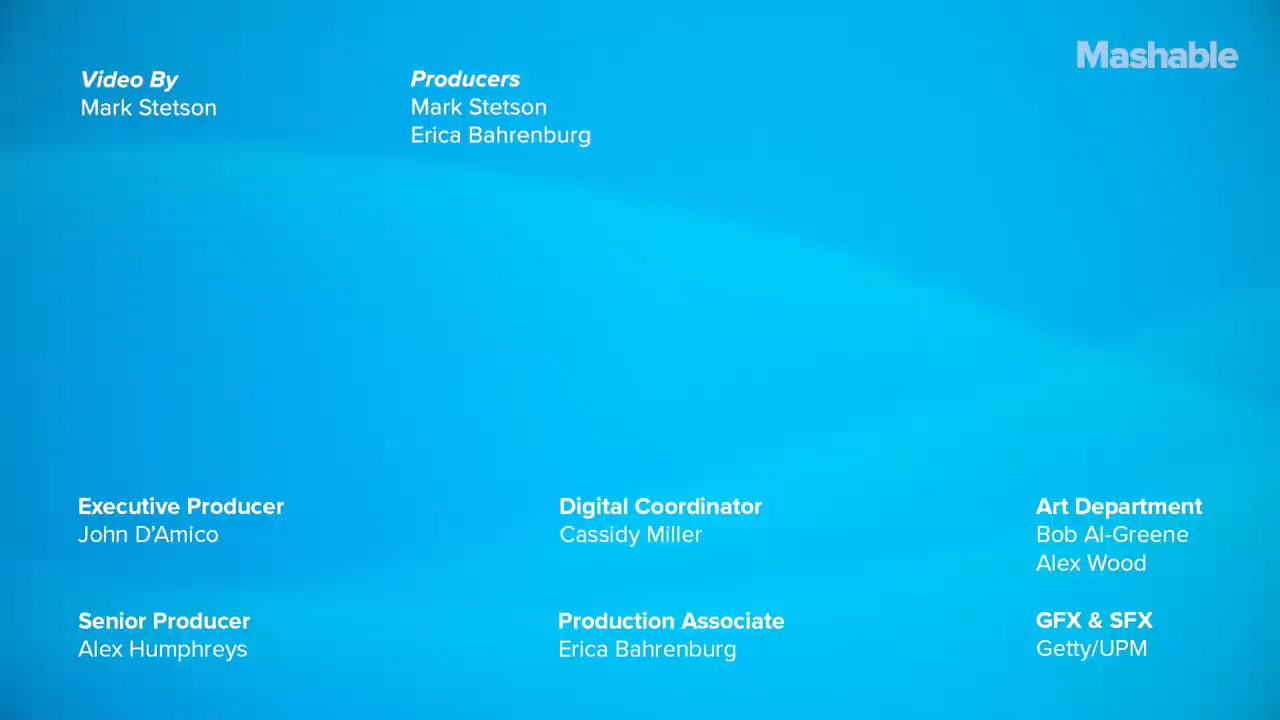 Mashable
Video By
Mark Stetson
Producers
Mark Stetson
Erica Bahrenburg
Executive Producer
John D’Amico
Digital Coordinator
Cassidy Miller
Art Department
Bob Al-Greene
Alex Wood
Senior Producer
Alex Humphreys
Production Associate
Erica Bahrenburg
GFX & SFX
Getty/UPM